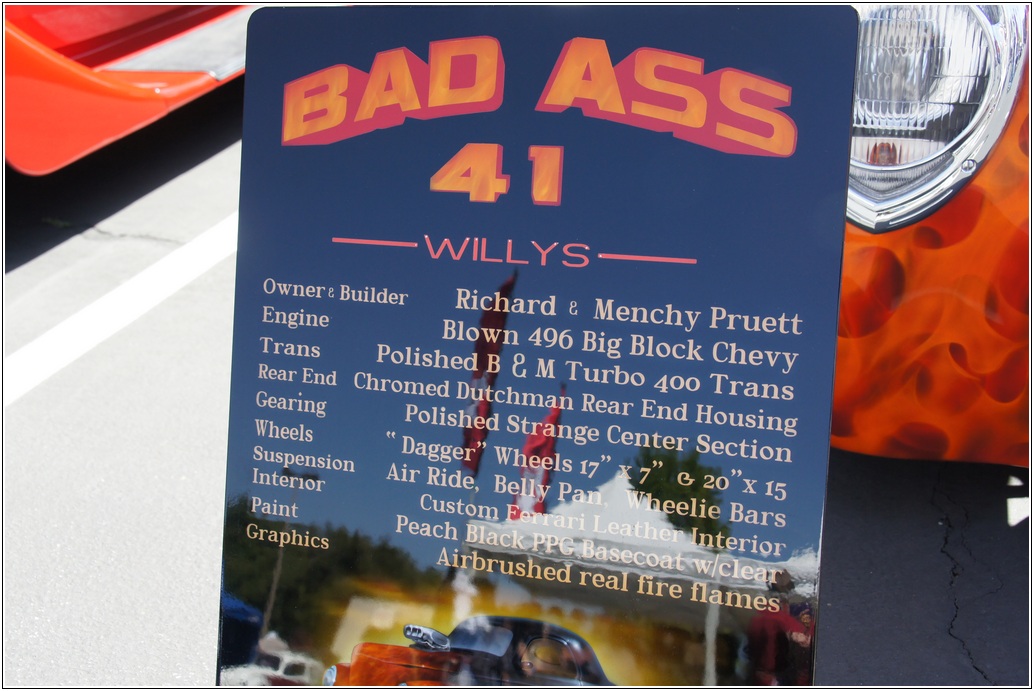 BAD ASS
41
WILLYS
Owner & Builder Richard & Menchy Pruett
Engine Blown 496 Big Block Chevy
Trans Polished B & M Turbo 400 Trans
Rear End Chromed Dutchman Rear End Housing
Gearing Polished Strange Center Section
Wheels "Dagger" Wheels 17" x 7" & 20"x 15
Suspension Air Ride, Belly Pan, Wheelie Bars
Interior Custom Ferrari Leather Interior
Paint Peach Black PPG Basecoat w/clear
Graphics Airbrushed real fire flames